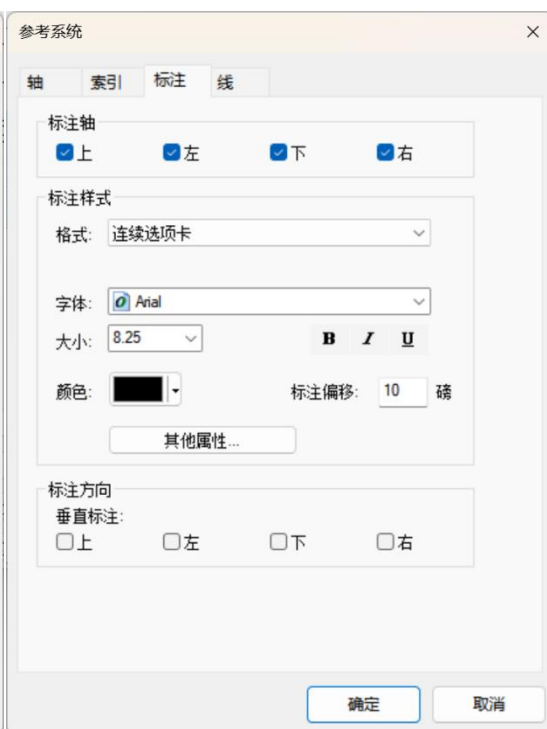 参考系统
轴 索引 标注 线
标注轴
上 左 下 右
标注样式
格式: 连续选项卡
字体: Arial
大小: 8.25 B I U
颜色: 标注偏移: 10 磅
其他属性...
标注方向
垂直标注:
上 左 下 右
确定 取消